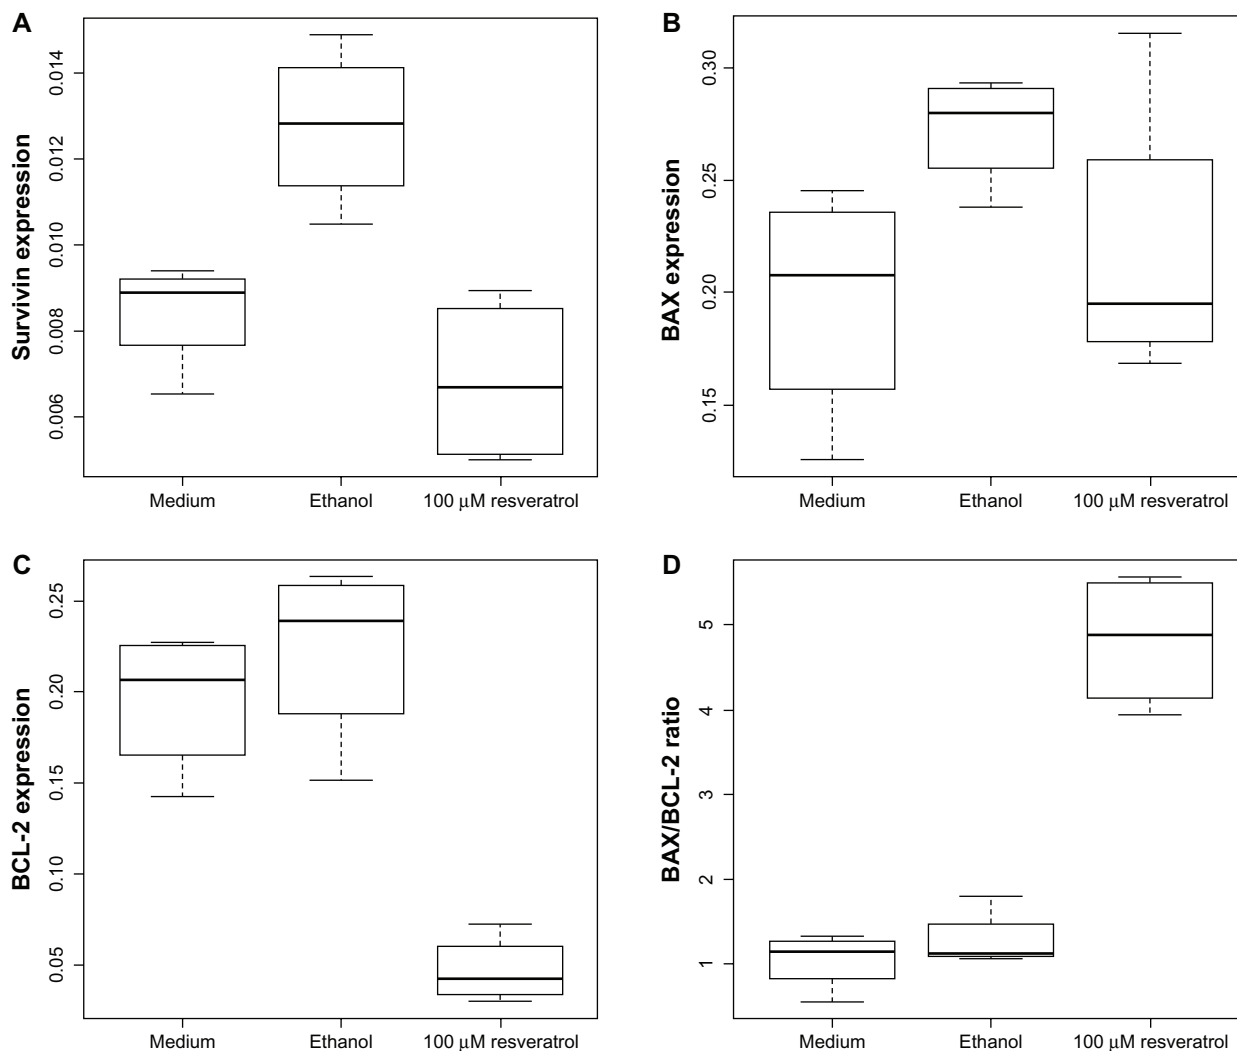 A
Survivin expression
0.014
0.012
0.010
0.008
0.006
Medium Ethanol 100 μM resveratrol
B
BAX expression
0.30
0.25
0.20
0.15
Medium Ethanol 100 μM resveratrol
C
BCL-2 expression
0.25
0.20
0.15
0.10
0.05
Medium Ethanol 100 μM resveratrol
D
BAX/BCL-2 ratio
5
4
3
2
1
Medium Ethanol 100 μM resveratrol